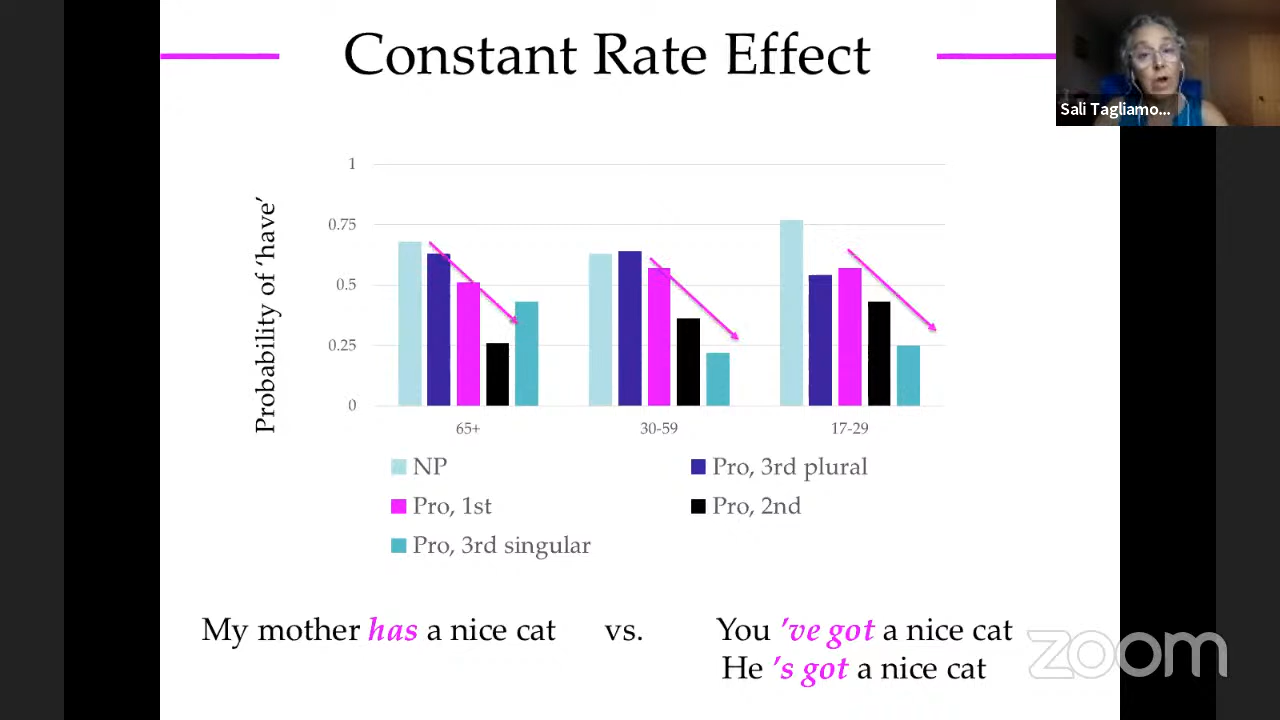 Constant Rate Effect
Sali Tagliamo...
Probability of 'have'
1
0.75
0.5
0.25
0
65+ 30-59 17-29
NP Pro, 3rd plural
Pro, 1st Pro, 2nd
Pro, 3rd singular
My mother has a nice cat vs. You 've got a nice cat
He 's got a nice cat
zoom